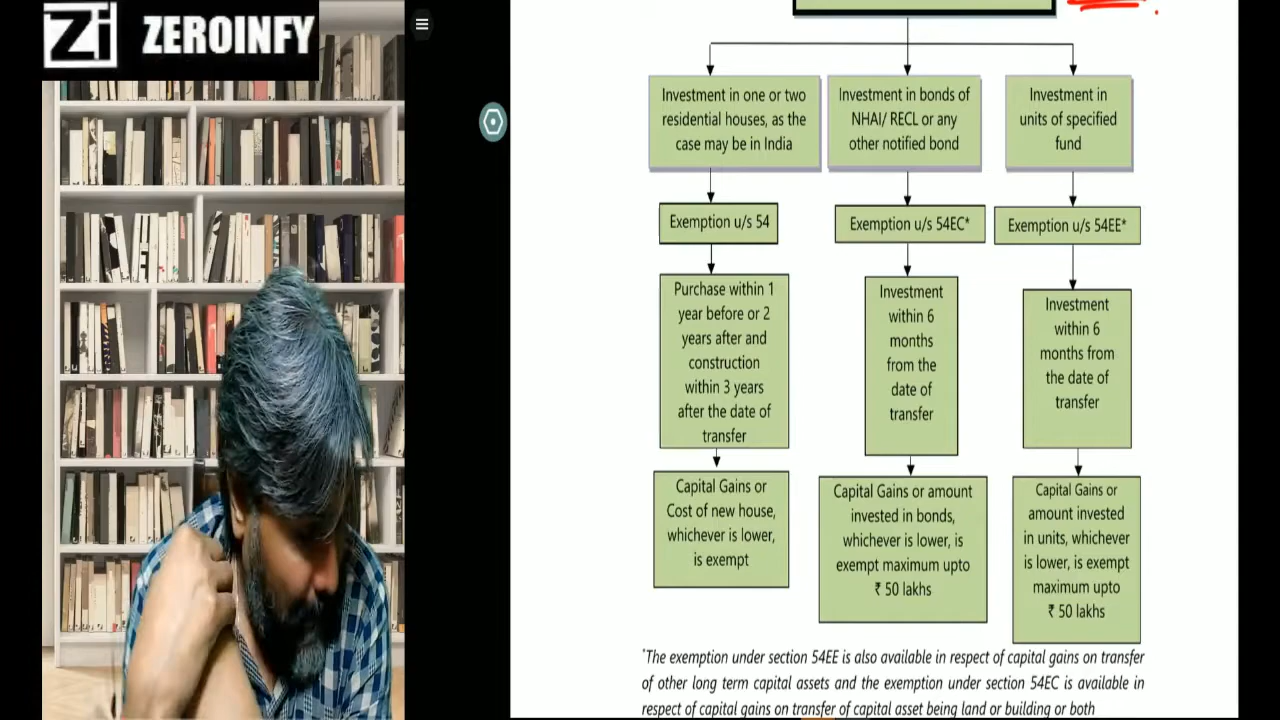 Zi ZEROINFY
Investment in one or two
residential houses, as the
case may be in India
Investment in bonds of
NHAI/ RECL or any
other notified bond
Investment in
units of specified
fund
Exemption u/s 54
Exemption u/s 54EC*
Exemption u/s 54EE*
Purchase within 1
year before or 2
years after and
construction
within 3 years
after the date of
transfer
Investment
within 6
months
from the
date of
transfer
Investment
within 6
months from
the date of
transfer
Capital Gains or
Cost of new house,
whichever is lower,
is exempt
Capital Gains or amount
invested in bonds,
whichever is lower, is
exempt maximum upto
₹ 50 lakhs
Capital Gains or
amount invested
in units, whichever
is lower, is exempt
maximum upto
₹ 50 lakhs
*The exemption under section 54EE is also available in respect of capital gains on transfer
of other long term capital assets and the exemption under section 54EC is available in
respect of capital gains on transfer of capital asset being land or building or both